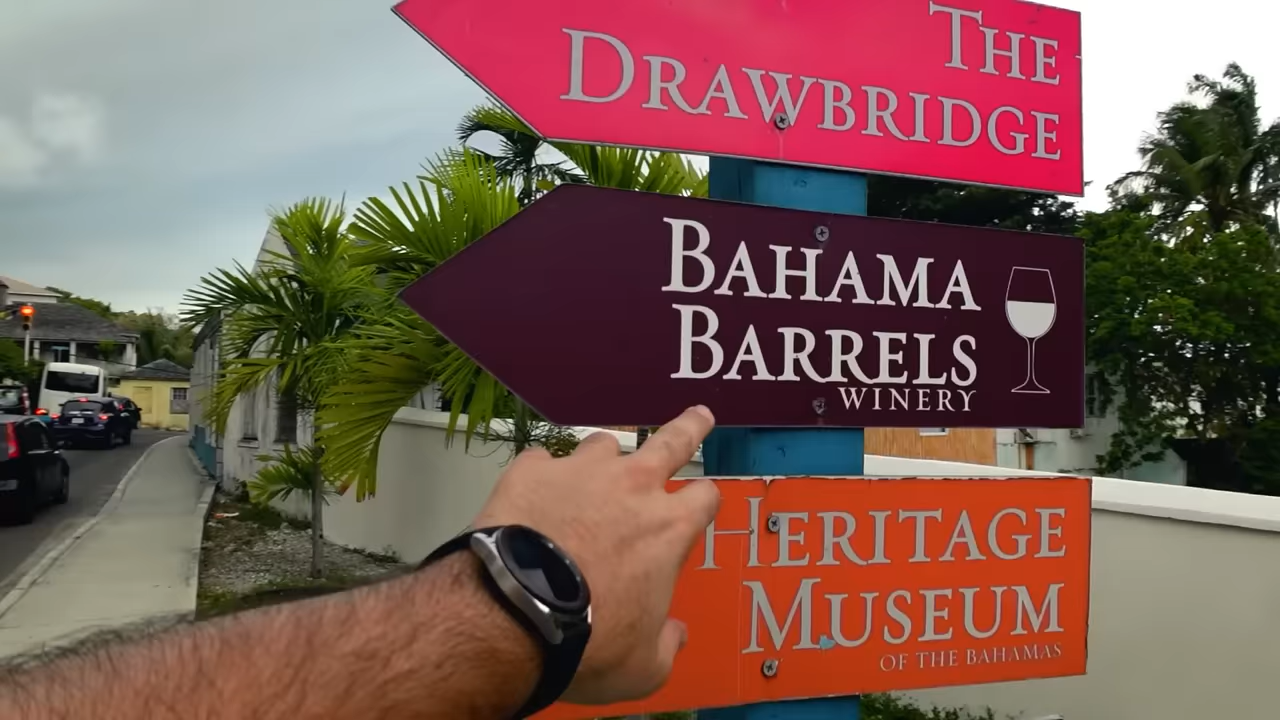 THE
DRAWBRIDGE
BAHAMA
BARRELS
WINERY
HERITAGE
MUSEUM
OF THE BAHAMAS